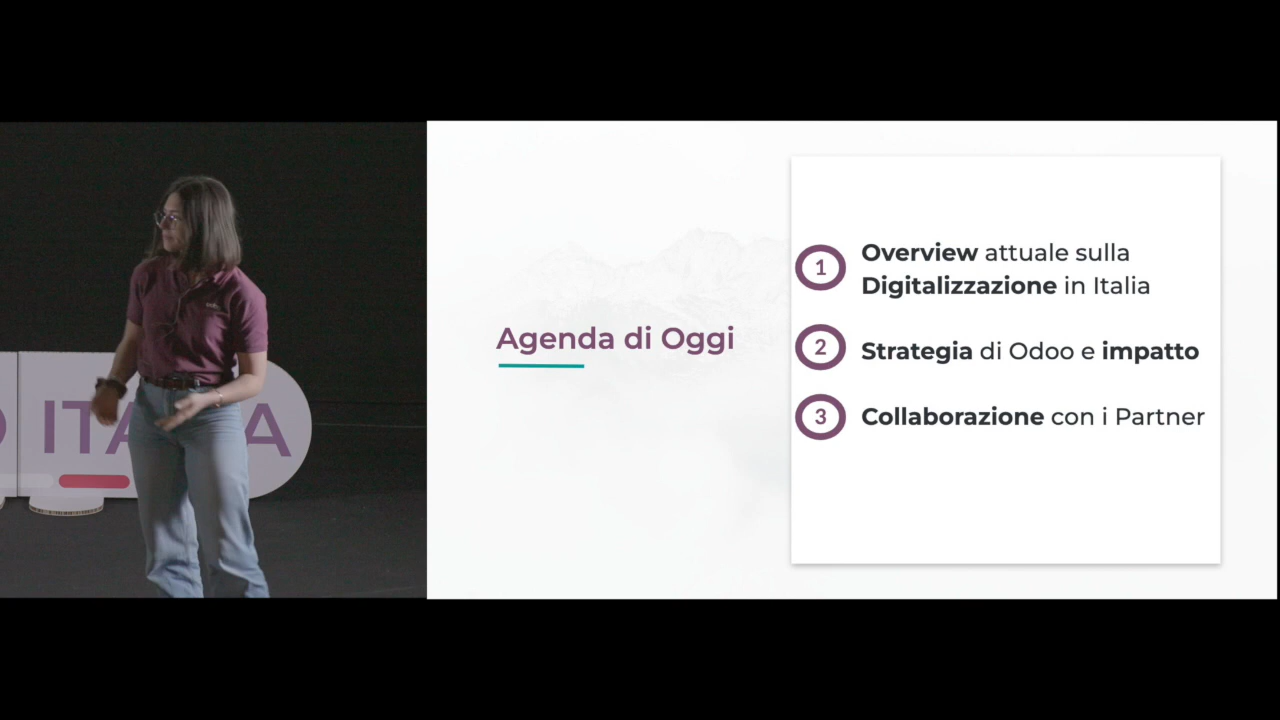 ITALIA
Agenda di Oggi
1
Overview attuale sulla
Digitalizzazione in Italia
2
Strategia di Odoo e impatto
3
Collaborazione con i Partner